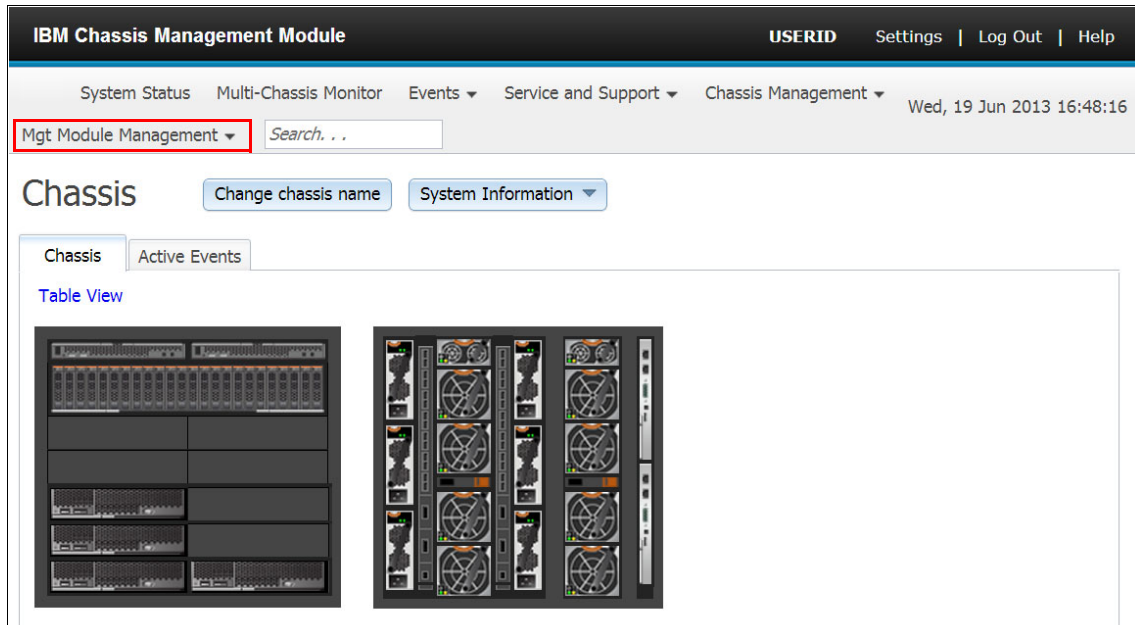 IBM Chassis Management Module USERID Settings | Log Out | Help
System Status Multi-Chassis Monitor Events Service and Support Chassis Management Wed, 19 Jun 2013 16:48:16
Mgt Module Management Search. . .
Chassis Change chassis name System Information
Chassis Active Events
Table View